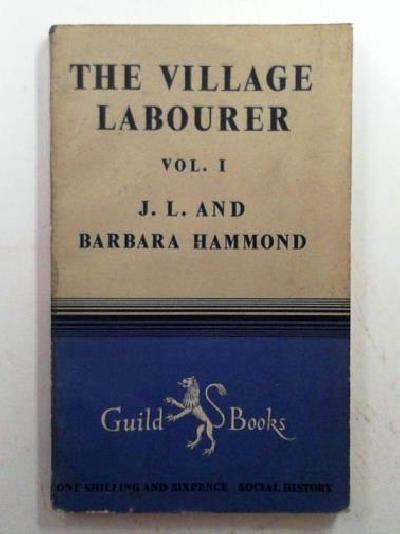 THE VILLAGE
LABOURER
VOL. I
J. L. AND
BARBARA HAMMOND
Guild Books
ONE SHILLING AND SIXPENCE SOCIAL HISTORY